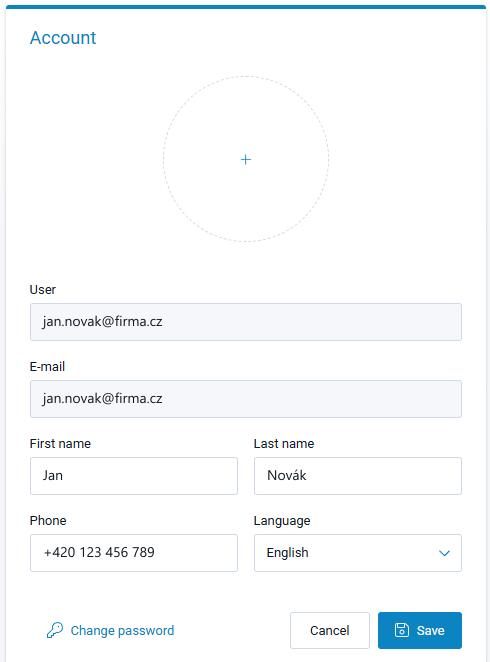 Account
+
User
jan.novak@firma.cz
E-mail
jan.novak@firma.cz
First name
Last name
Jan
Novák
Phone
Language
+420 123 456 789
English
Change password
Cancel
Save